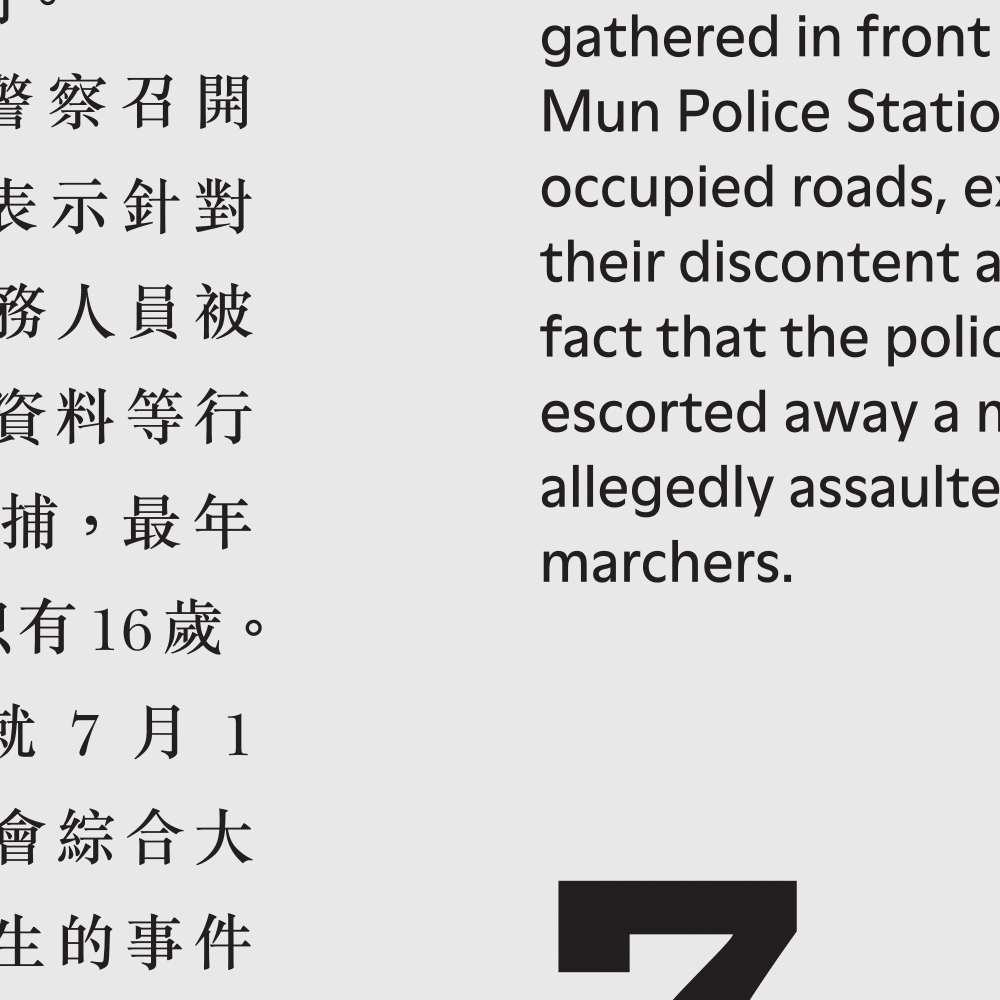 警察召開
表示針對
務人員被
資料等行
捕，最年
只有16歲。
就 7 月 1
會綜合大
生的事件
gathered in front
Mun Police Statio
occupied roads, ex
their discontent a
fact that the polic
escorted away a m
allegedly assaulte
marchers.
7